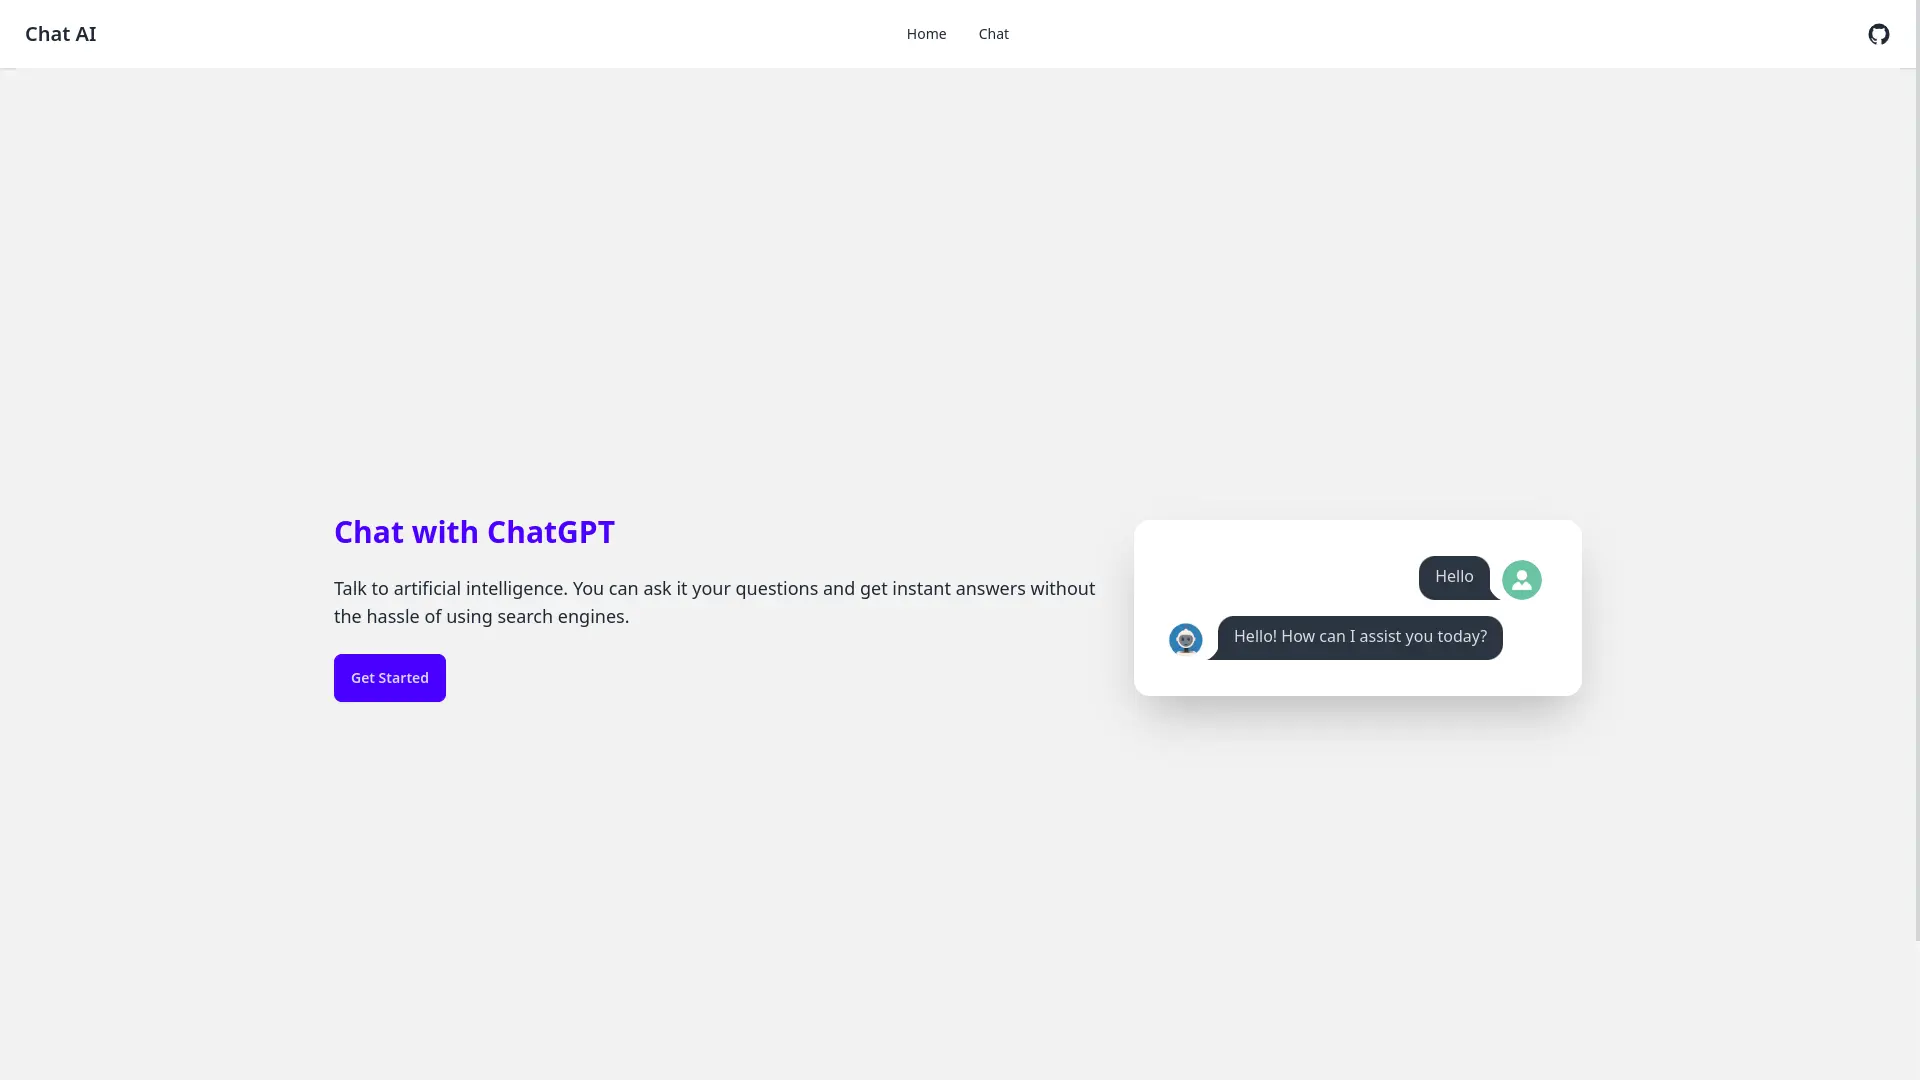 Chat AI
Home
Chat
Chat with ChatGPT
Talk to artificial intelligence. You can ask it your questions and get instant answers without
the hassle of using search engines.
Get Started
Hello
Hello! How can I assist you today?